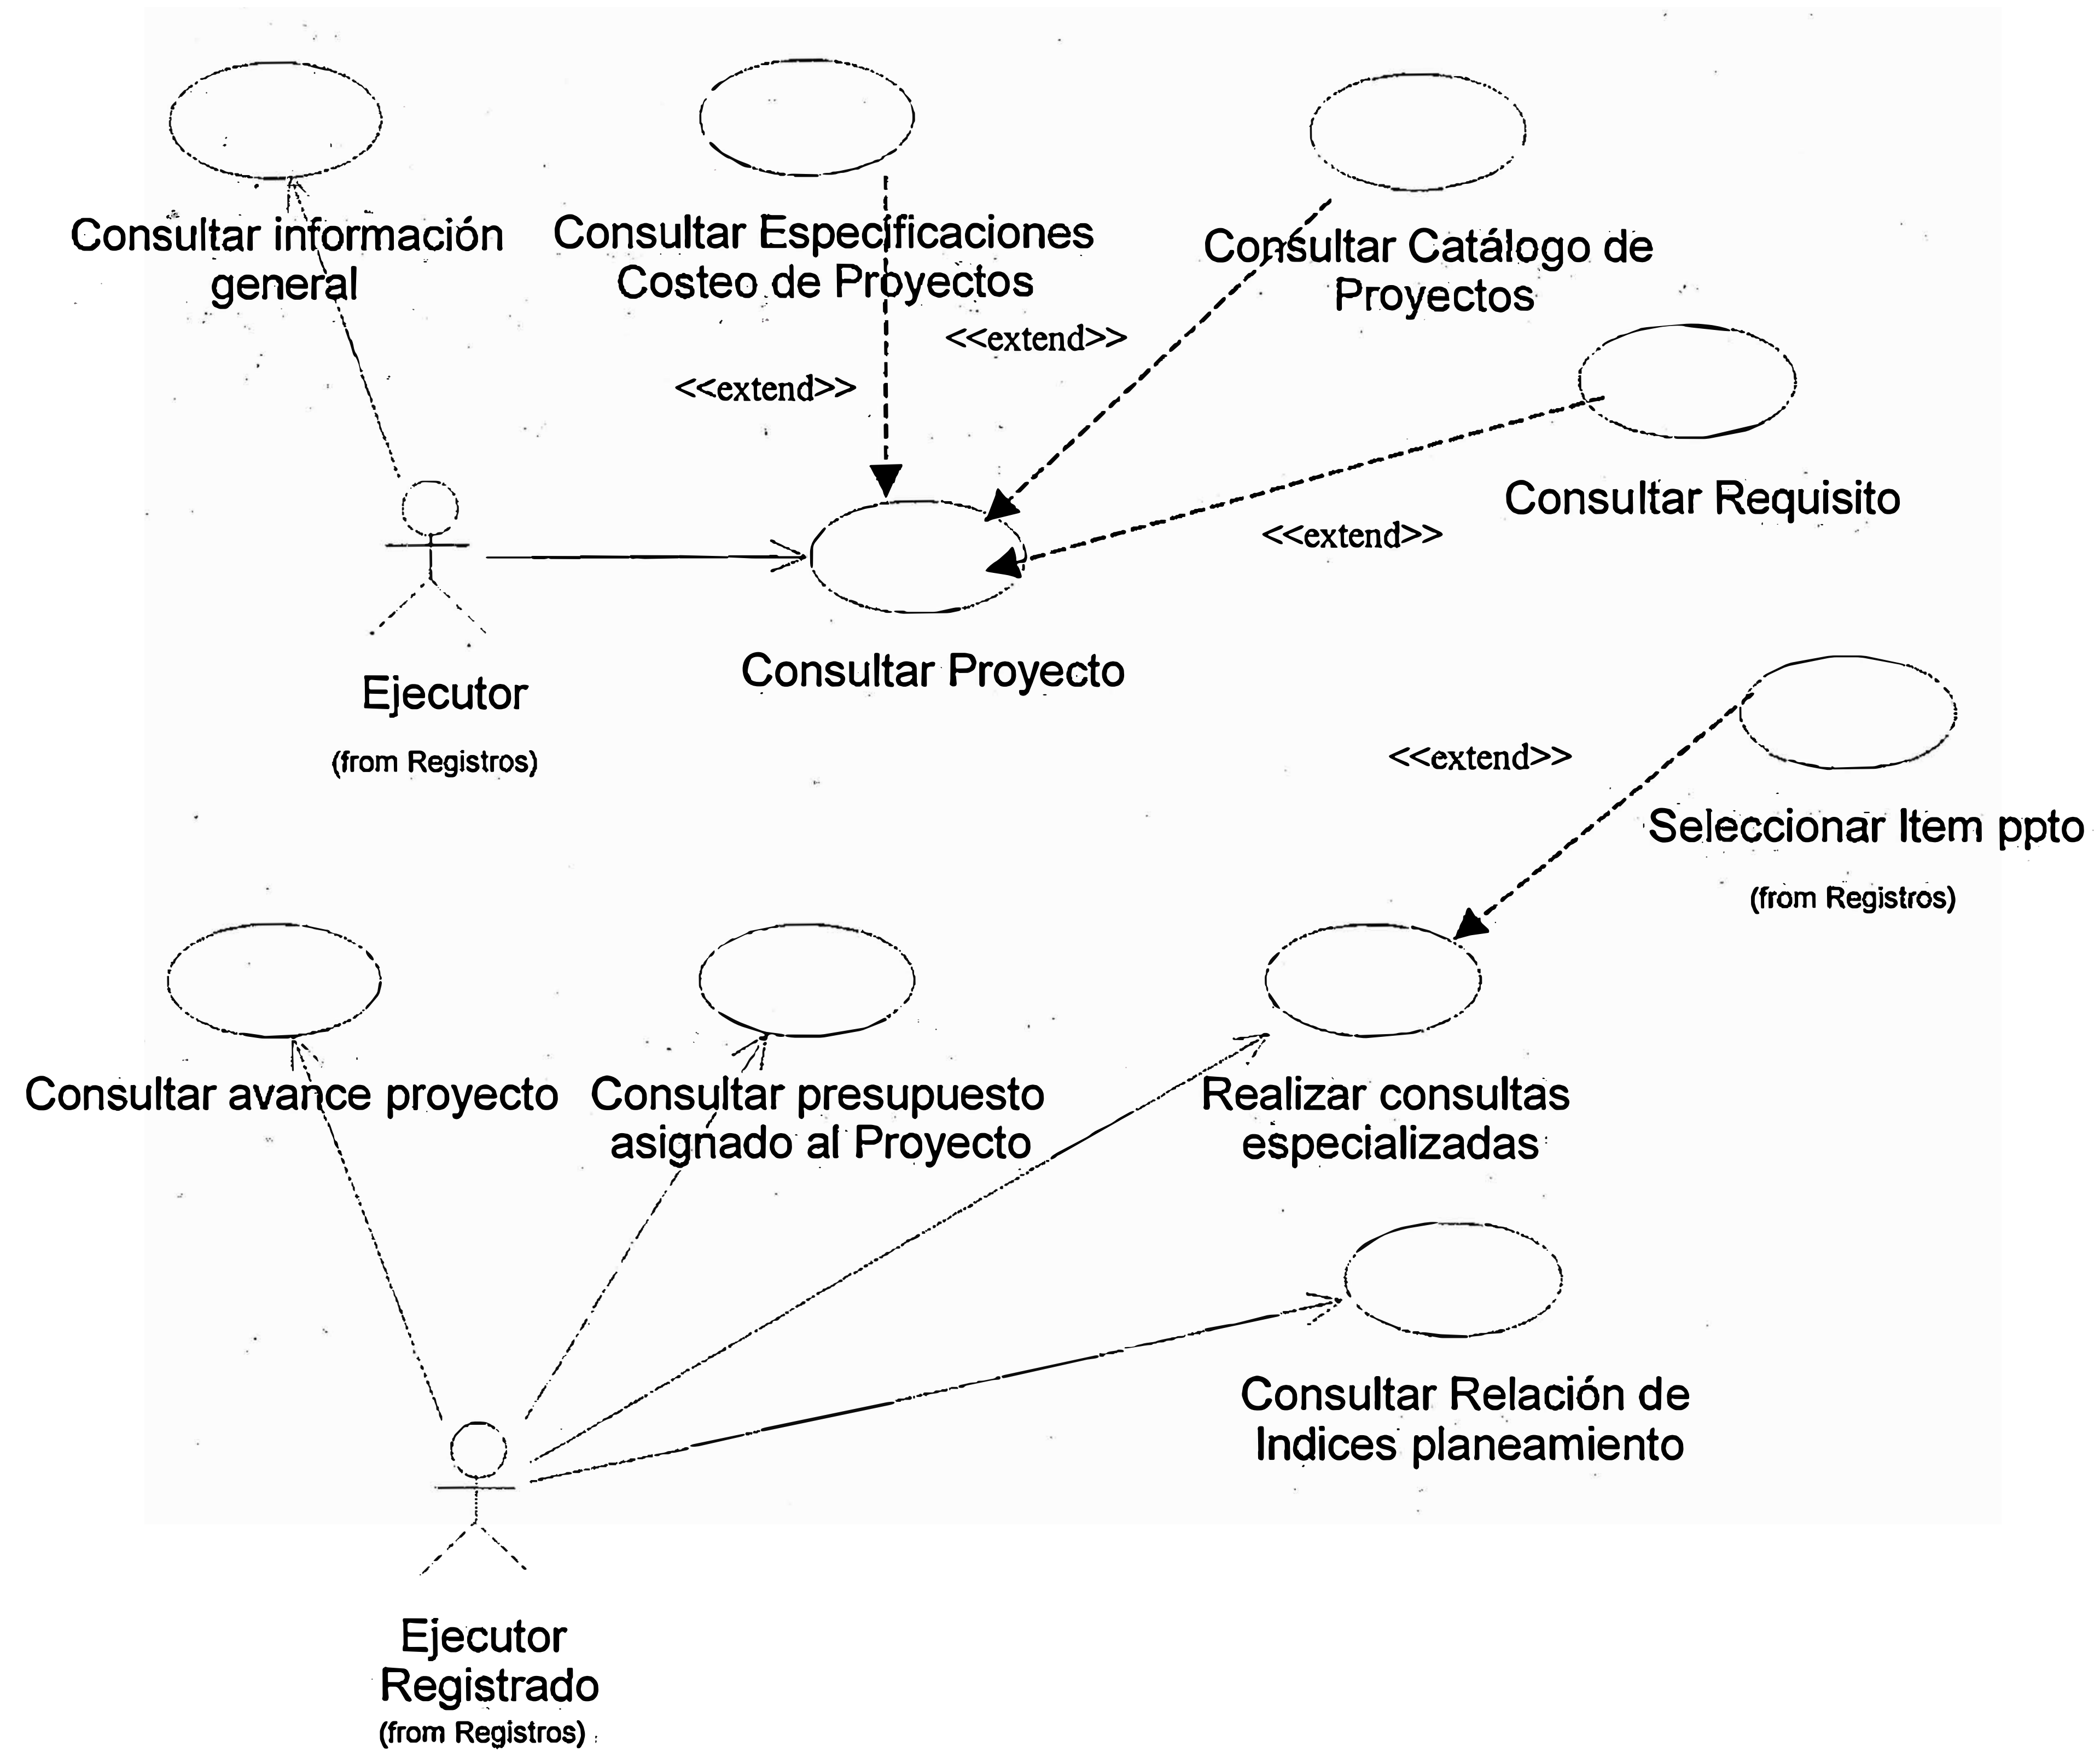 Consultar información
general
Consultar Especificaciones
Costeo de Proyectos
Consultar Catálogo de
Proyectos
<<extend>>
<<extend>>
Consultar Requisito
<<extend>>
Consultar Proyecto
Ejecutor
(from Registros)
<<extend>>
Seleccionar Item ppto
(from Registros)
Consultar avance proyecto
Consultar presupuesto
asignado al Proyecto
Realizar consultas
especializadas
Consultar Relación de
Indices planeamiento
Ejecutor
Registrado
(from Registros)